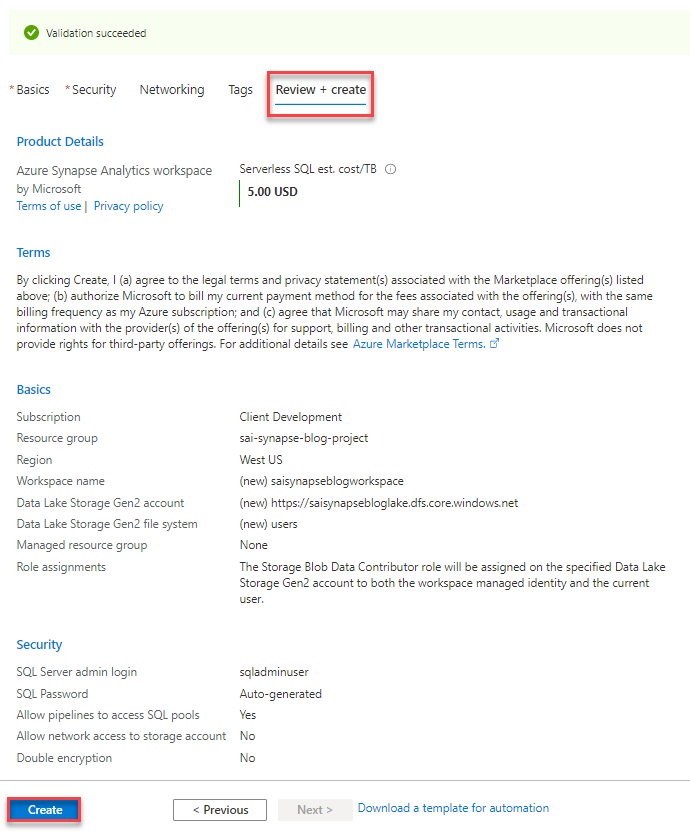 Validation succeeded
* Basics * Security Networking Tags Review + create
Product Details
Azure Synapse Analytics workspace
by Microsoft
Terms of use | Privacy policy
Serverless SQL est. cost/TB
5.00 USD
Terms
By clicking Create, I (a) agree to the legal terms and privacy statement(s) associated with the Marketplace offering(s) listed
above; (b) authorize Microsoft to bill my current payment method for the fees associated with the offering(s), with the same
billing frequency as my Azure subscription; and (c) agree that Microsoft may share my contact, usage and transactional
information with the provider(s) of the offering(s) for support, billing and other transactional activities. Microsoft does not
provide rights for third-party offerings. For additional details see Azure Marketplace Terms.
Basics
Subscription Client Development
Resource group sai-synapse-blog-project
Region West US
Workspace name (new) saisynapseblogworkspace
Data Lake Storage Gen2 account (new) https://saisynapsebloglake.dfs.core.windows.net
Data Lake Storage Gen2 file system (new) users
Managed resource group None
Role assignments The Storage Blob Data Contributor role will be assigned on the specified Data Lake
Storage Gen2 account to both the workspace managed identity and the current
user.
Security
SQL Server admin login sqladminuser
SQL Password Auto-generated
Allow pipelines to access SQL pools Yes
Allow network access to storage account No
Double encryption No
Create < Previous Next > Download a template for automation